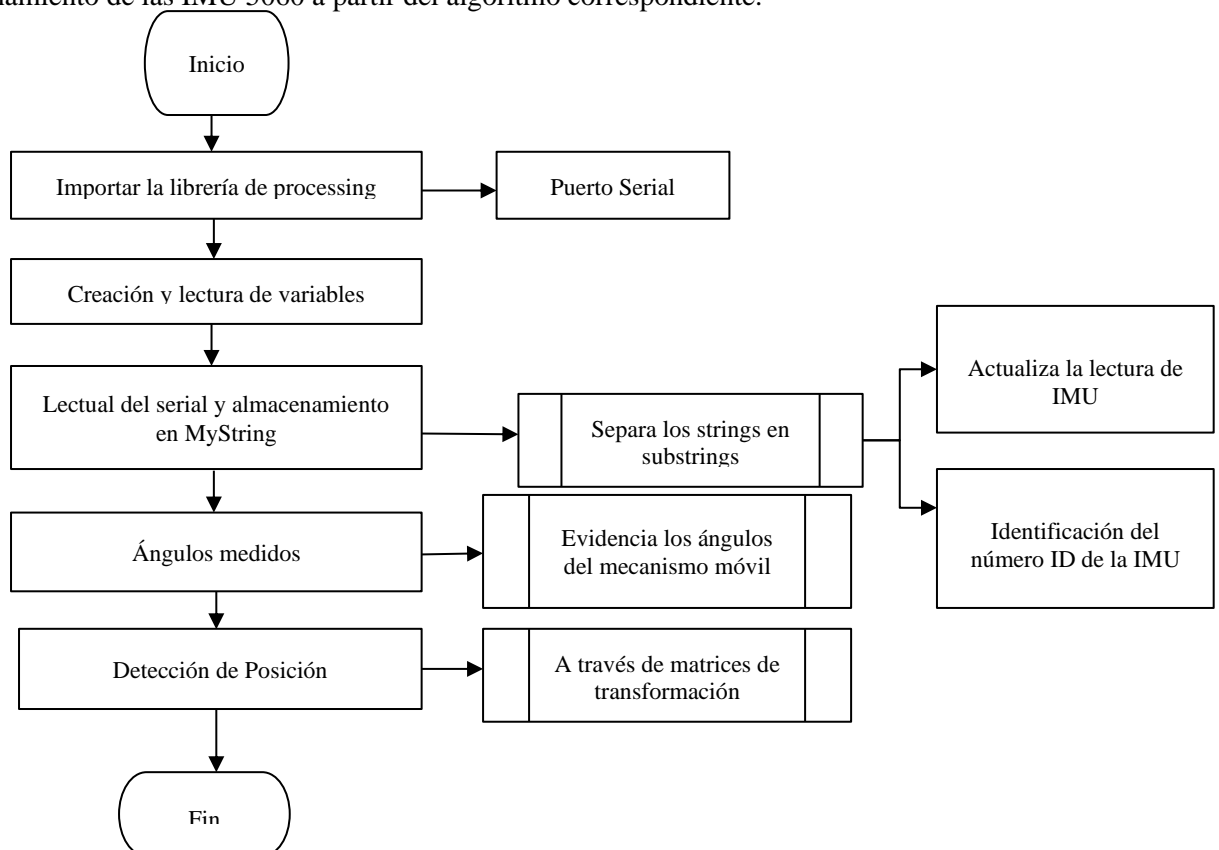 de las IMU 5060 a partir del algoritmo correspondiente.
Inicio
Importar la librería de processing
Puerto Serial
Creación y lectura de variables
Lectual del serial y almacenamiento
en MyString
Separa los strings en
substrings
Actualiza la lectura de
IMU
Identificación del
número ID de la IMU
Ángulos medidos
Evidencia los ángulos
del mecanismo móvil
Detección de Posición
A través de matrices de
transformación
Fin